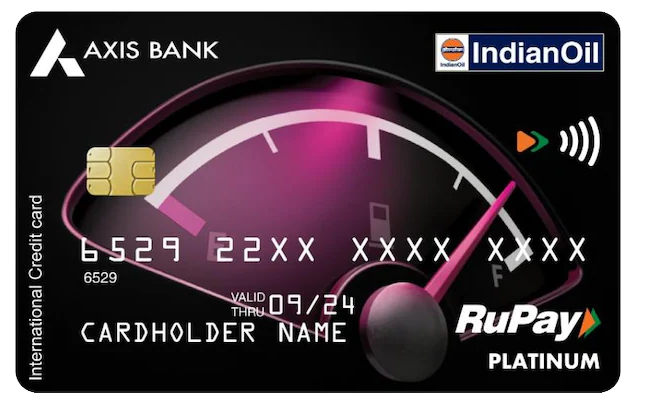 AXIS BANK
IndianOil
IndianOil
International Credit card
E
6529 22XX XXXX XXXX
6529
F
VALID
THRU 09/24
CARDHOLDER NAME
RuPay
PLATINUM